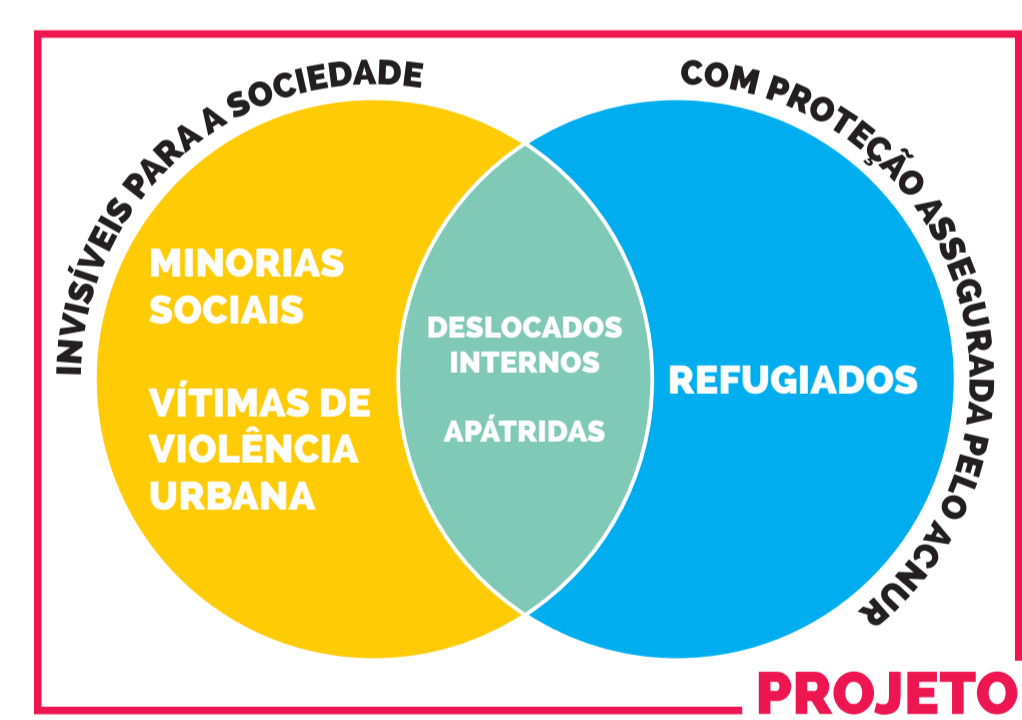 INVISÍVEIS PARA A SOCIEDADE
COM PROTEÇÃO ASSEGURADA PELO ACNUR
MINORIAS
SOCIAIS
VÍTIMAS DE
VIOLÊNCIA
URBANA
DESLOCADOS
INTERNOS
APÁTRIDAS
REFUGIADOS
PROJETO